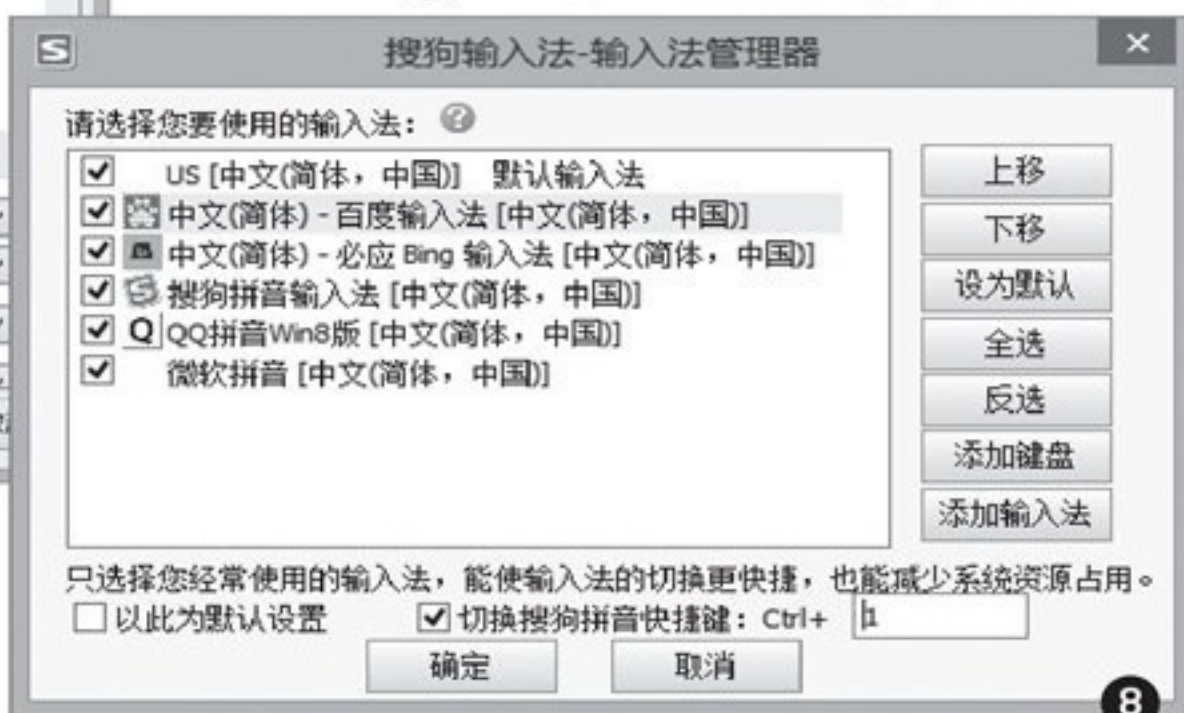 搜狗输入法-输入法管理器
请选择您要使用的输入法：
US [中文(简体，中国)] 默认输入法
中文(简体) - 百度输入法 [中文(简体，中国)]
中文(简体) - 必应 Bing 输入法 [中文(简体，中国)]
搜狗拼音输入法 [中文(简体，中国)]
QQ拼音Win8版 [中文(简体，中国)]
微软拼音 [中文(简体，中国)]
上移
下移
设为默认
全选
反选
添加键盘
添加输入法
只选择您经常使用的输入法，能使输入法的切换更快捷，也能减少系统资源占用。
以此为默认设置 切换搜狗拼音快捷键：Ctrl+ 1
确定 取消
8